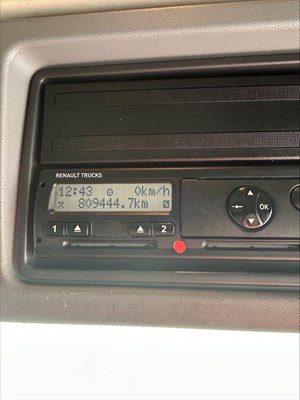 RENAULT TRUCKS
12:43 0km/h
809444.7km
1 2
OK